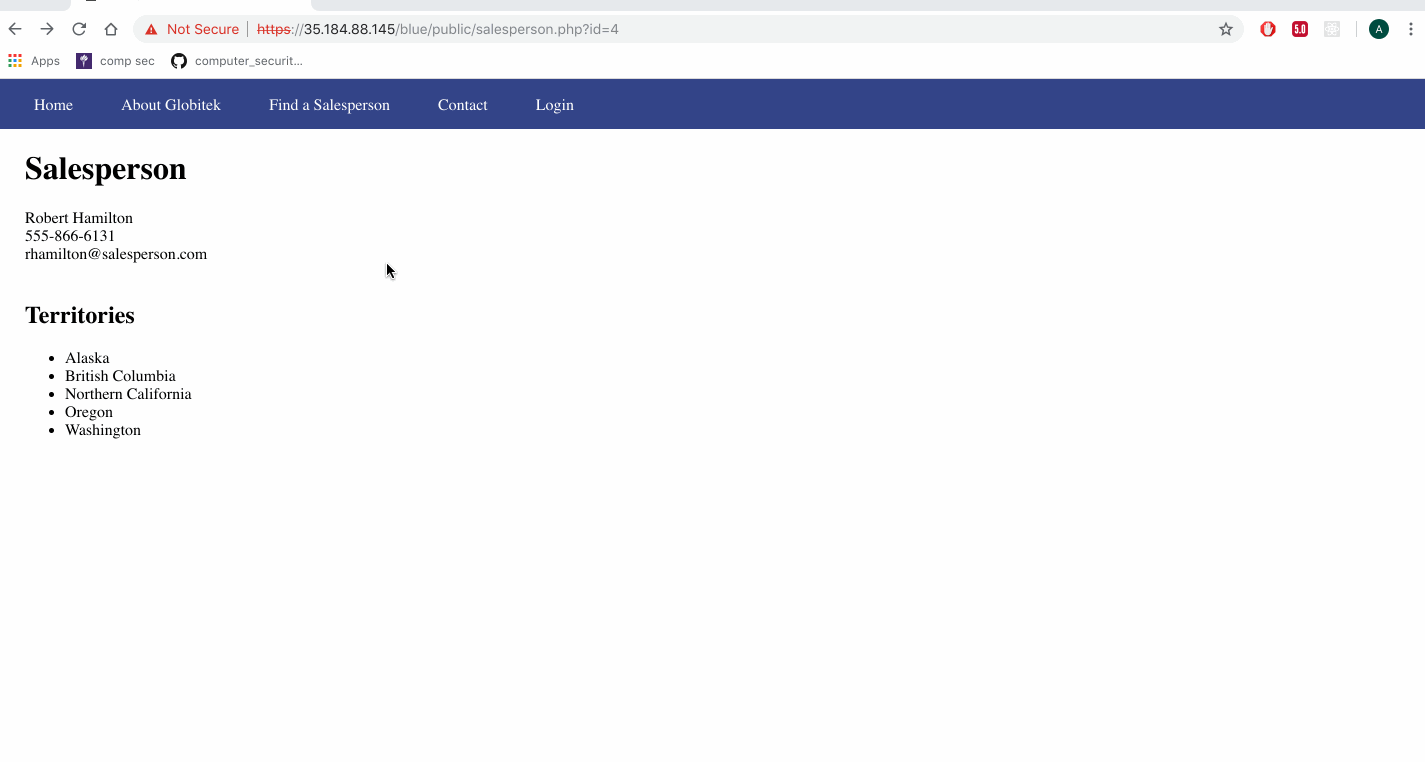 Not Secure https://35.184.88.145/blue/public/salesperson.php?id=4 5.0 A
Apps comp sec computer_securit...
Home About Globitek Find a Salesperson Contact Login
Salesperson
Robert Hamilton
555-866-6131
rhamilton@salesperson.com
Territories
• Alaska
• British Columbia
• Northern California
• Oregon
• Washington